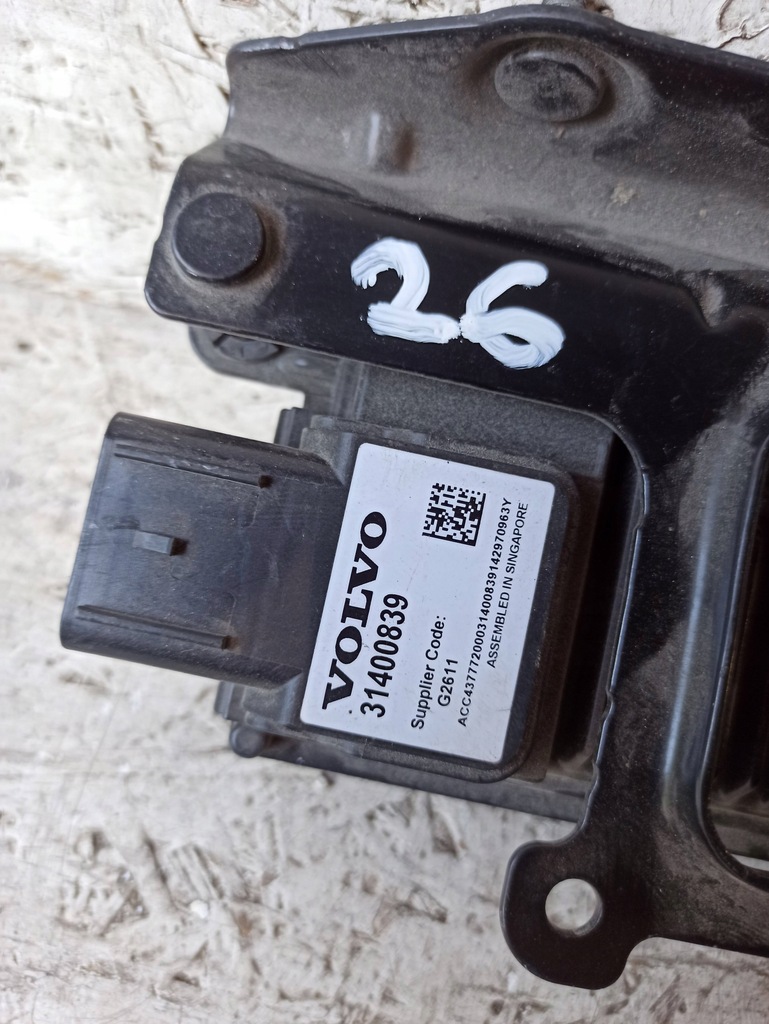 26
VOLVO
31400839
Supplier Code:
G2611
ACC43777200031400839142970963Y
ASSEMBLED IN SINGAPORE